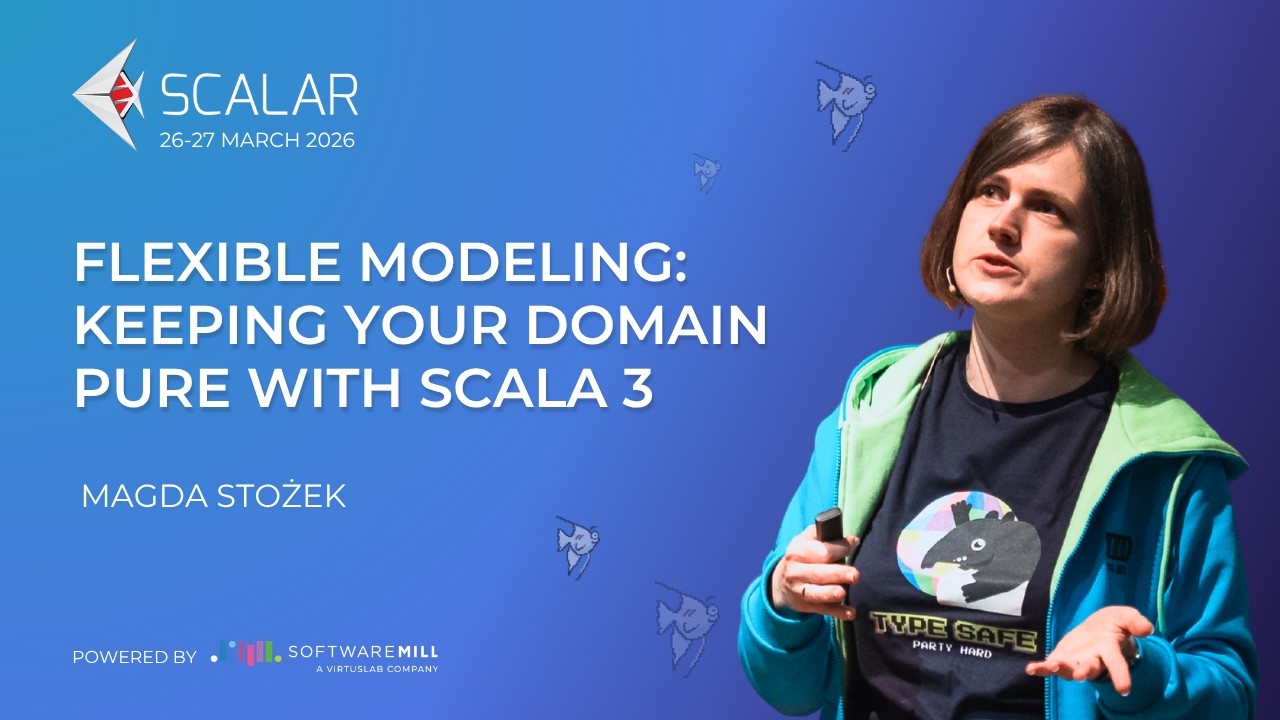 SCALAR
26-27 MARCH 2026
FLEXIBLE MODELING:
KEEPING YOUR DOMAIN
PURE WITH SCALA 3
MAGDA STOŻEK
POWERED BY
SOFTWAREMILL
A VIRTUSLAB COMPANY
TYPE SAFE
PARTY HARD